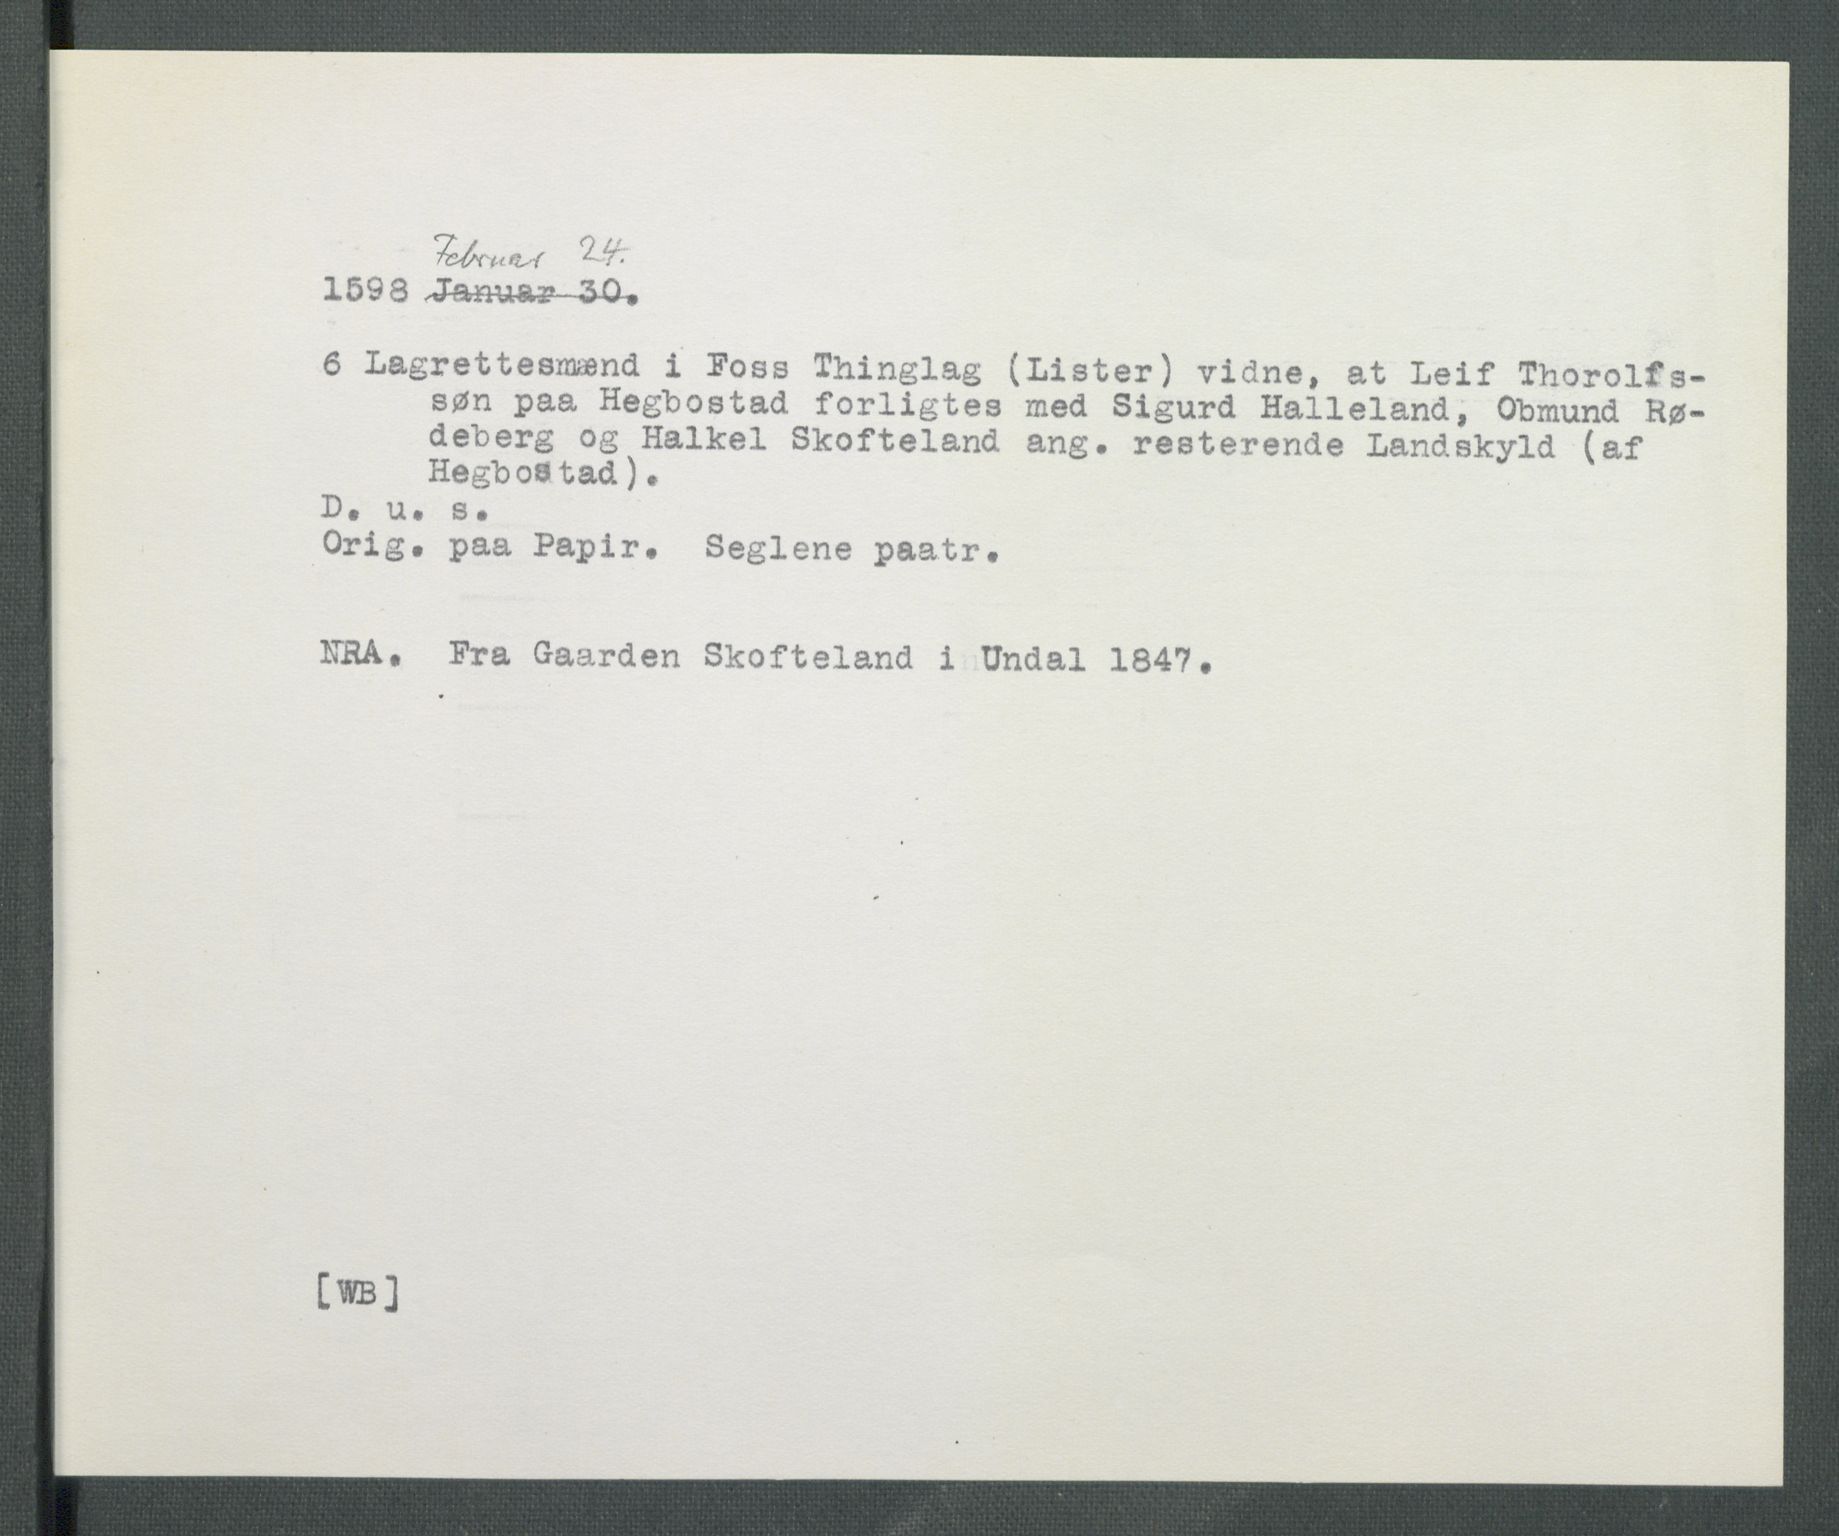 Februar 24.
1598 Januar 30.
6 Lagrettesmænd i Foss Thinglag (Lister) vidne, at Leif Thorolfs-
søn paa Hegbostad forligtes med Sigurd Halleland, Obmund Rø-
deberg og Halkel Skofteland ang. resterende Landskyld (af
Hegbostad).
D. u. s.
Orig. paa Papir. Seglene paatr.
NRA. Fra Gaarden Skofteland i Undal 1847.
[WB]